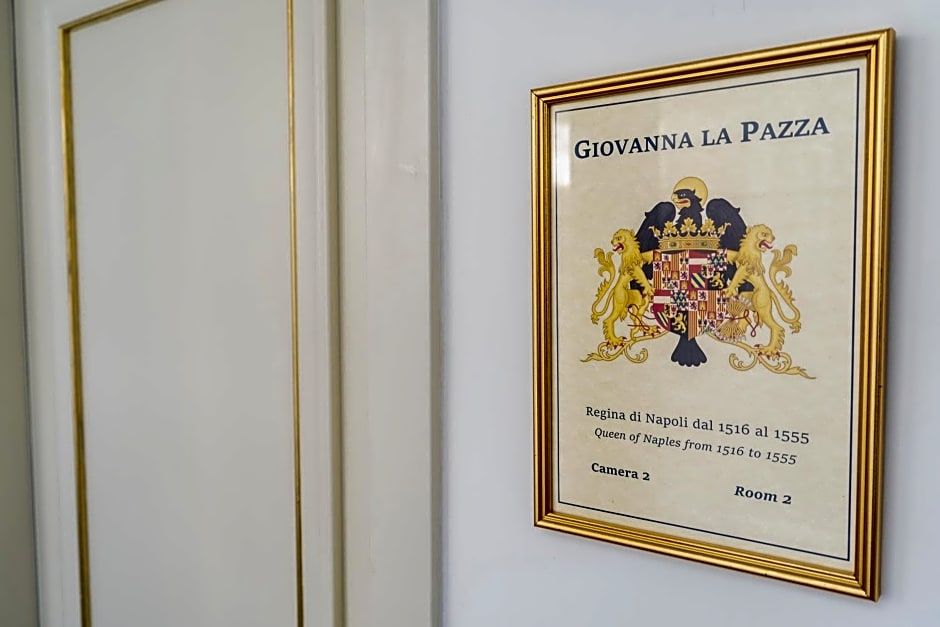 GIOVANNA LA PAZZA
Regina di Napoli dal 1516 al 1555
Queen of Naples from 1516 to 1555
Camera 2
Room 2